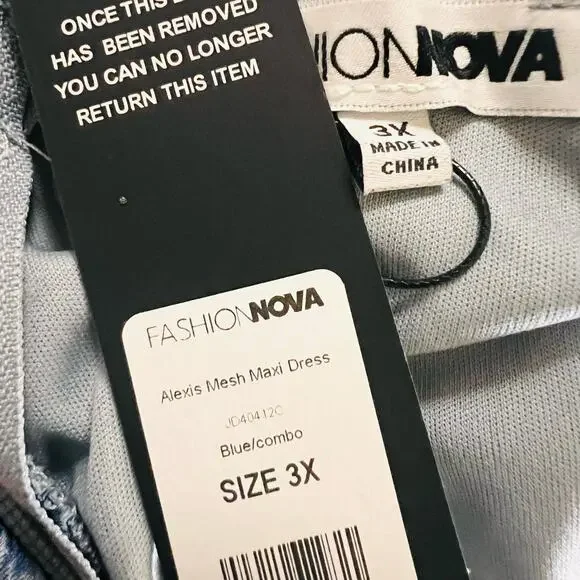 ONCE THIS
HAS BEEN REMOVED
YOU CAN NO LONGER
RETURN THIS ITEM
HIONNOVA
3X
MADE IN
CHINA
FASHIONNOVA
Alexis Mesh Maxi Dress
JD40412C
Blue/combo
SIZE 3X